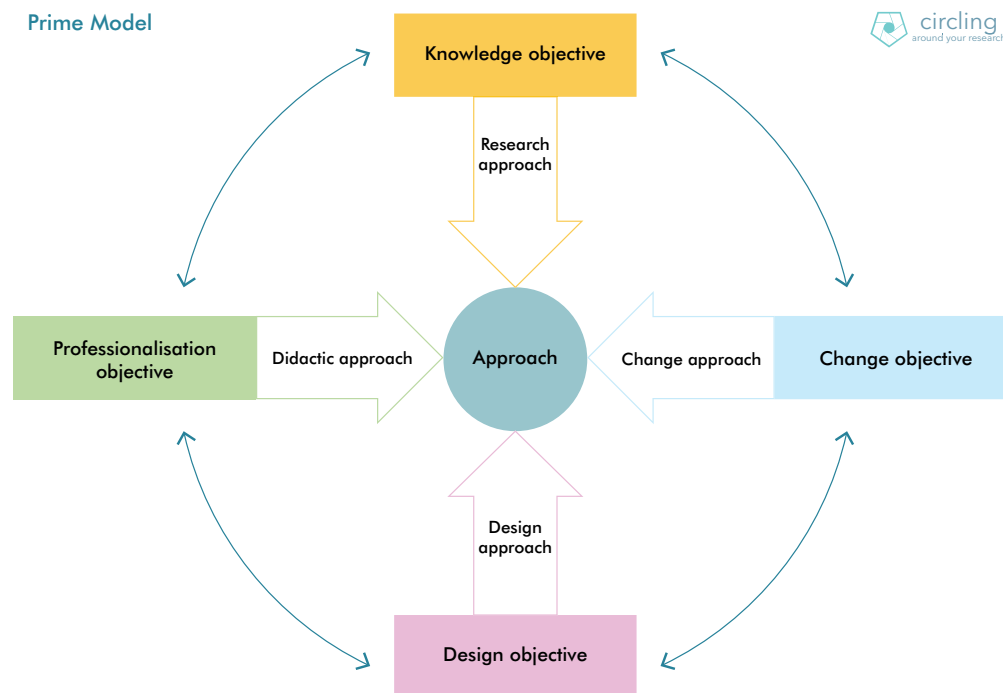 Prime Model
circling
around your research
Knowledge objective
Research
approach
Professionalisation
objective
Didactic approach
Approach
Change approach
Change objective
Design
approach
Design objective